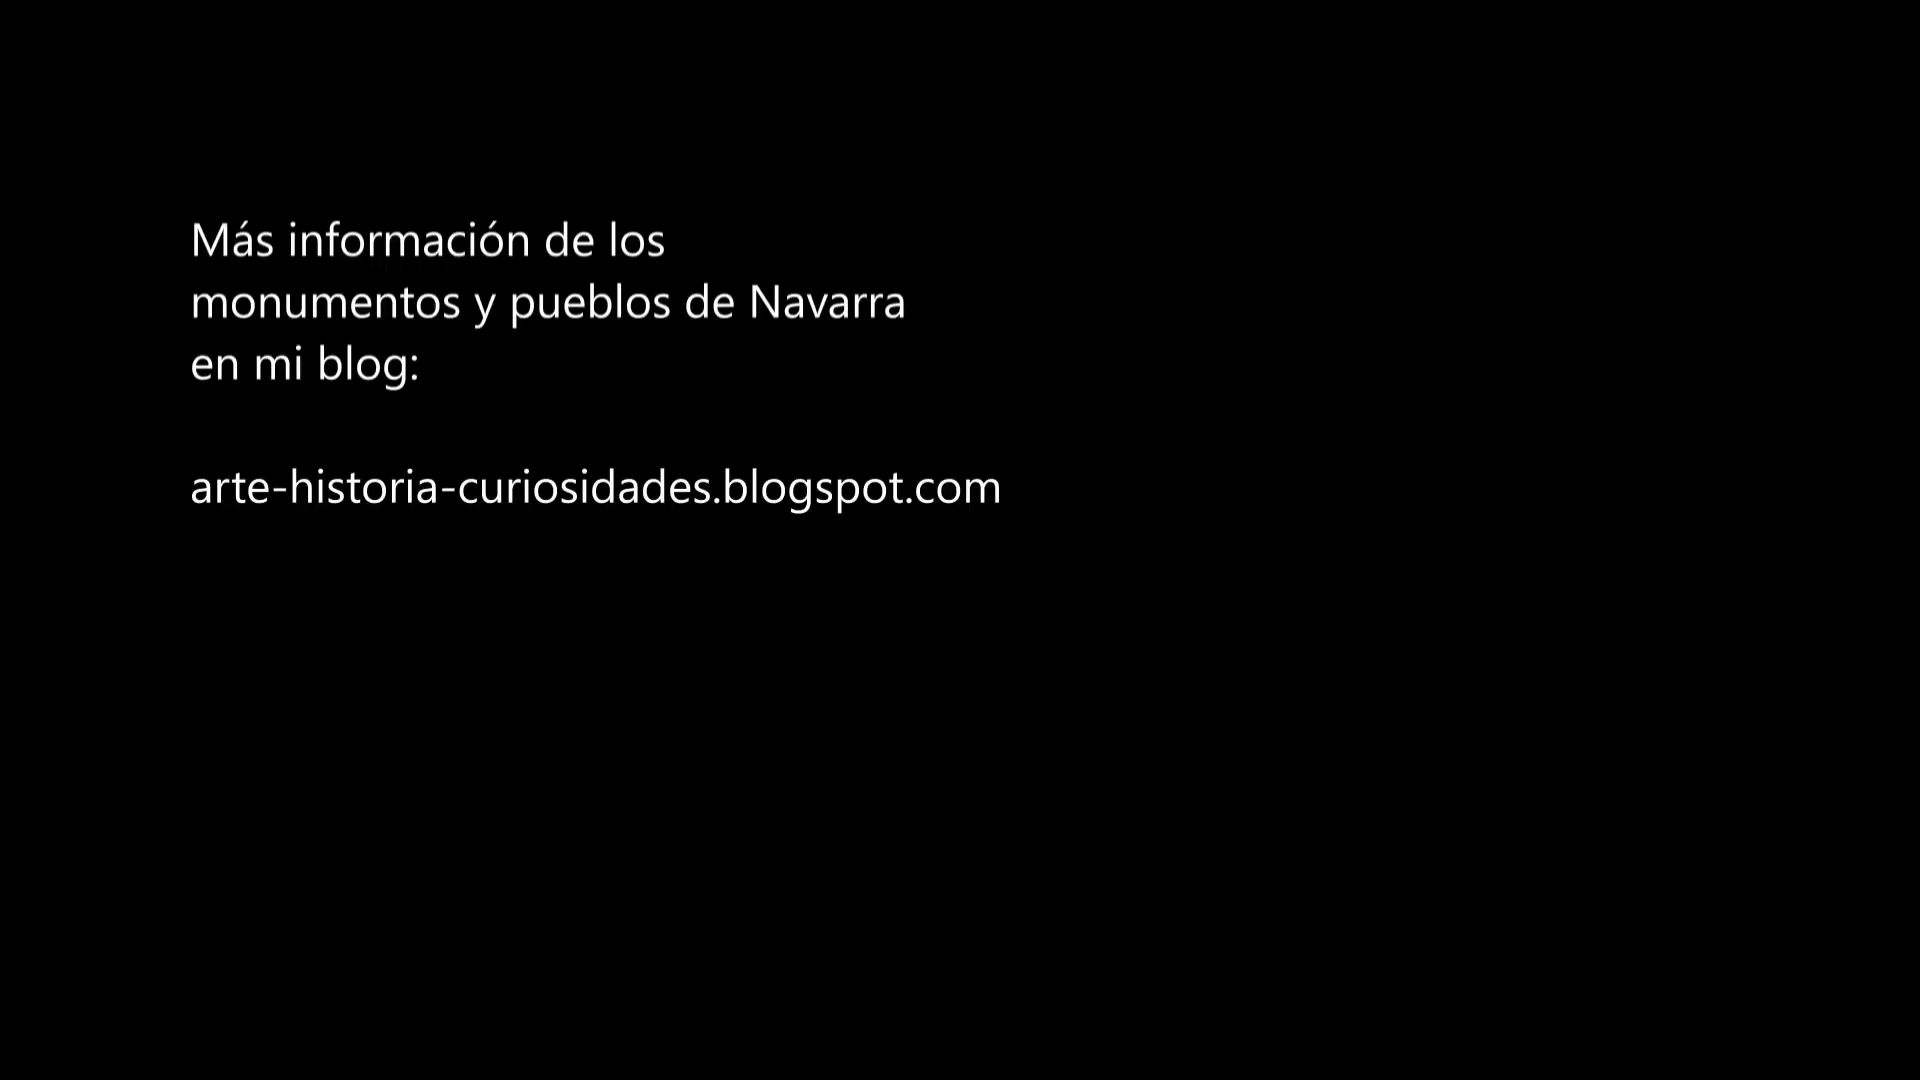 Más información de los
monumentos y pueblos de Navarra
en mi blog:
arte-historia-curiosidades.blogspot.com